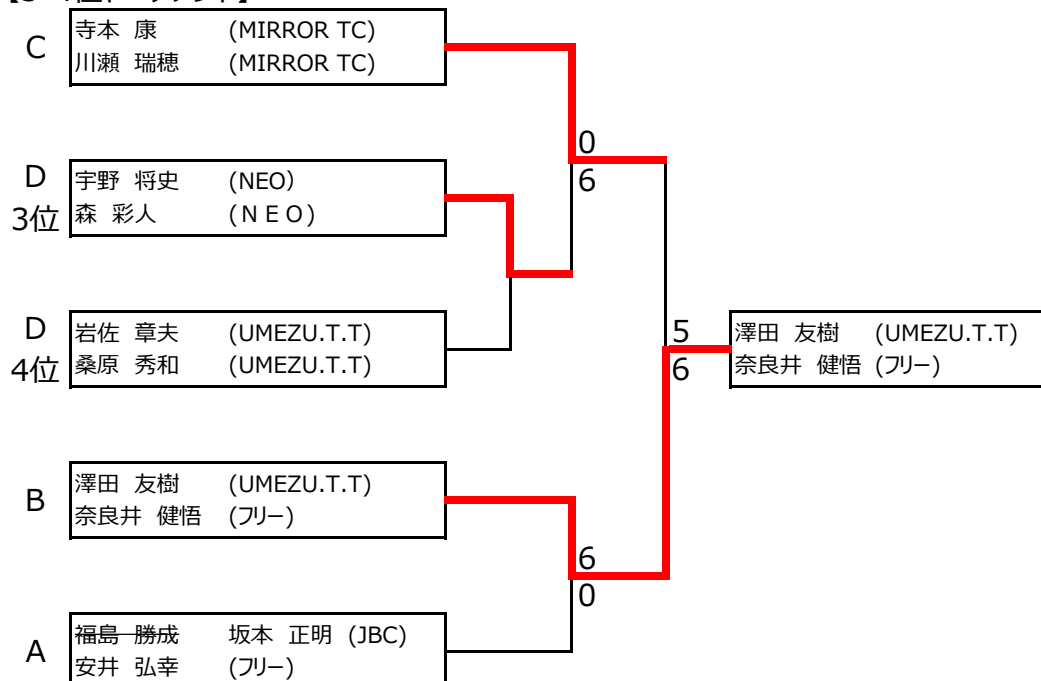 C
寺本 康 (MIRROR TC)
川瀬 瑞穂 (MIRROR TC)
0
6
D
3位
宇野 将史 (NEO)
森 彩人 (ＮＥＯ)
D
4位
岩佐 章夫 (UMEZU.T.T)
桑原 秀和 (UMEZU.T.T)
5
6
澤田 友樹 (UMEZU.T.T)
奈良井 健悟 (フリー)
B
澤田 友樹 (UMEZU.T.T)
奈良井 健悟 (フリー)
6
0
A
福島 勝成 坂本 正明 (JBC)
安井 弘幸 (フリー)